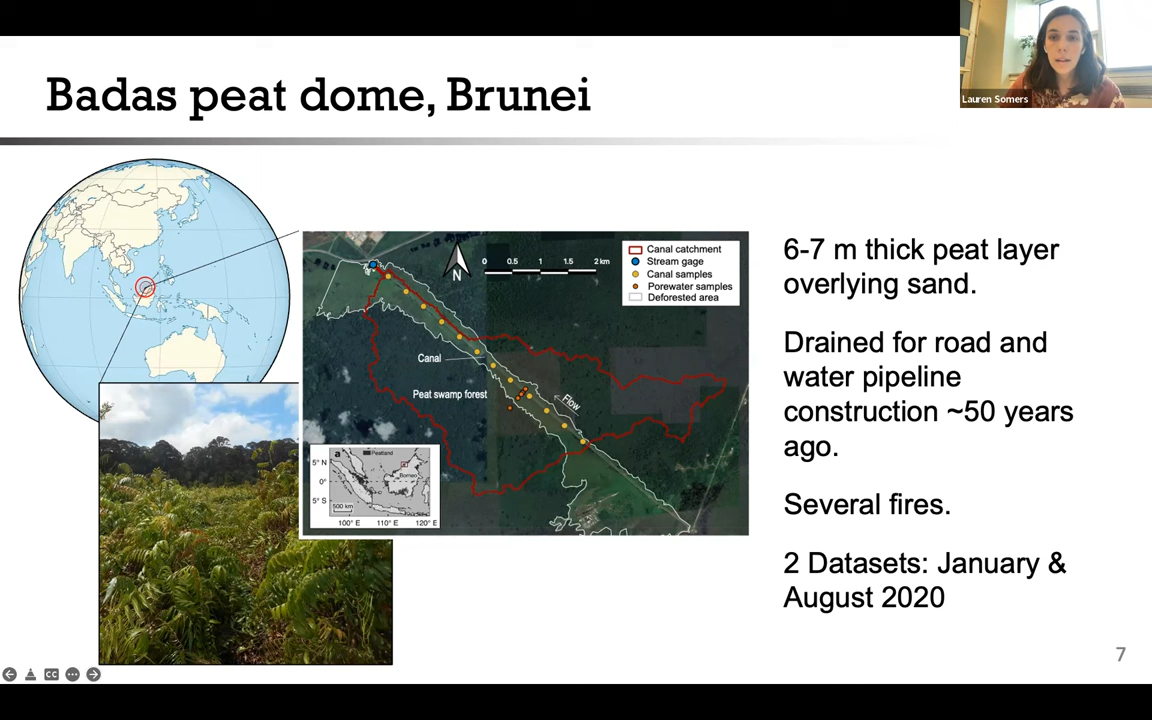 Lauren Somers
Badas peat dome, Brunei
Canal catchment
Stream gage
Canal samples
Porewater samples
Deforested area
0 0.5 1 1.5 2 km
N
Canal
Peat swamp forest
Flow
a
Peatland
Borneo
5° N
0°
5° S
500 km
100° E 110° E 120° E
6-7 m thick peat layer
overlying sand.
Drained for road and
water pipeline
construction ~50 years
ago.
Several fires.
2 Datasets: January &
August 2020
7
CC